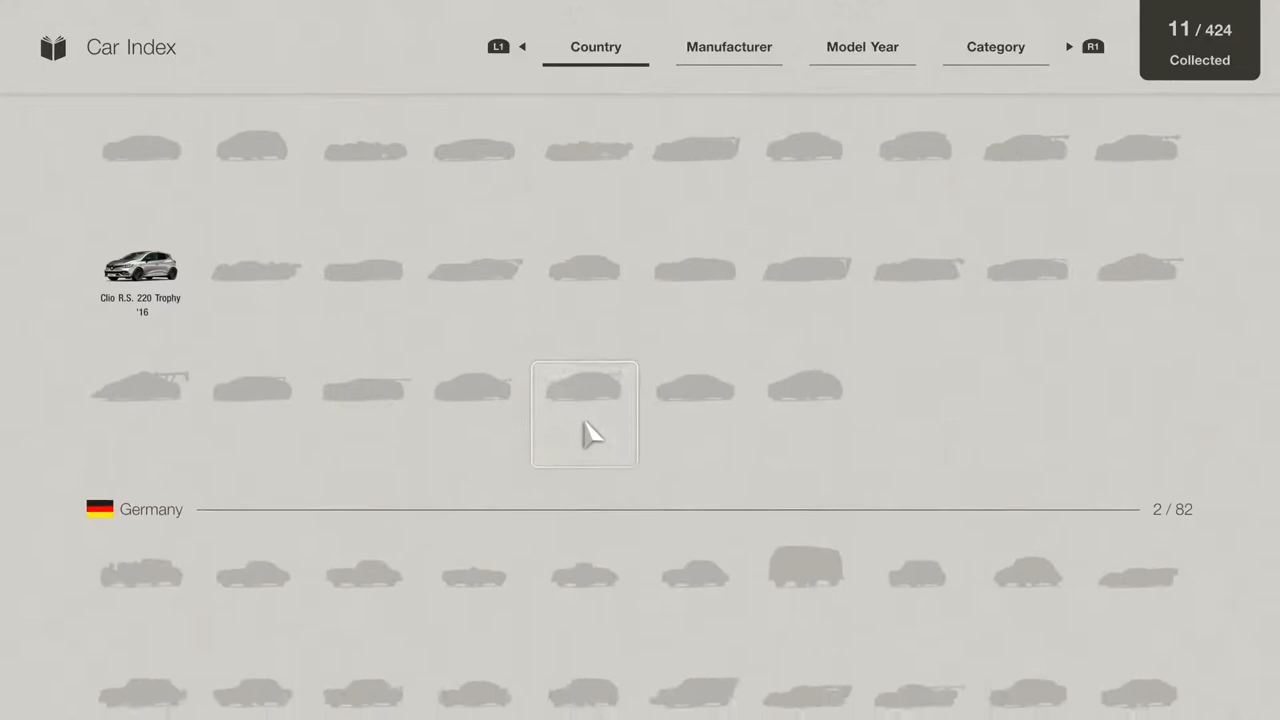 Car Index
L1
Country
Manufacturer
Model Year
Category
R1
11 / 424
Collected
Clio R.S. 220 Trophy
'16
Germany
2 / 82